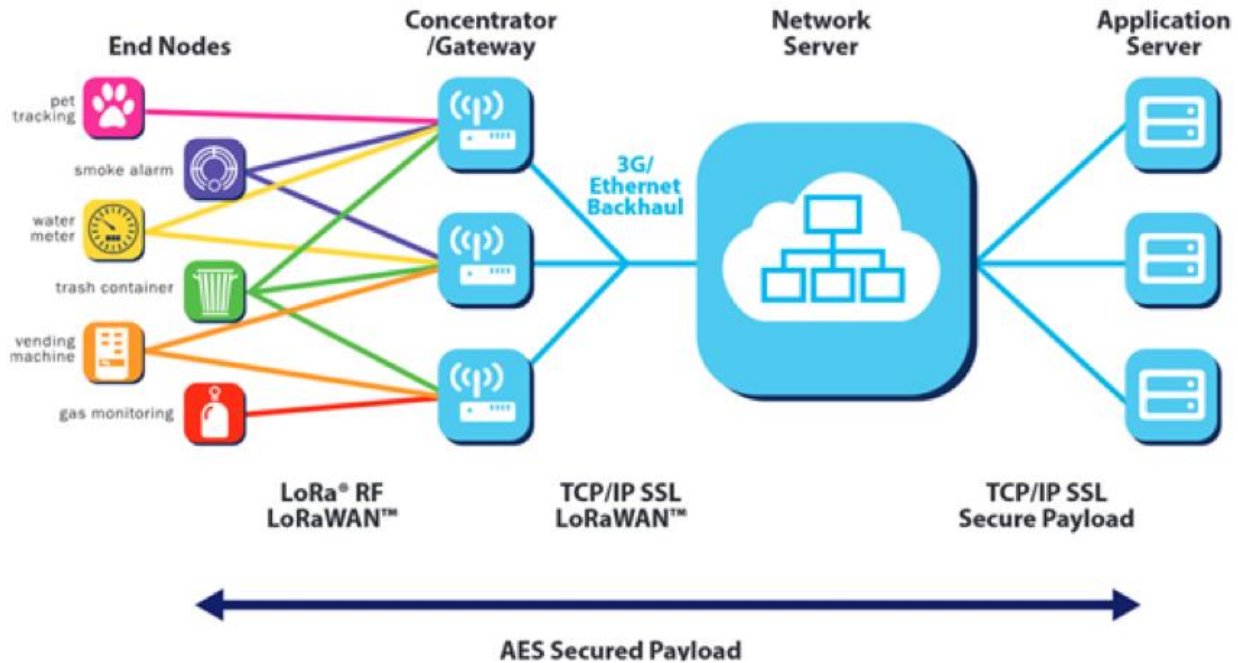 End Nodes
Concentrator
/Gateway
Network
Server
Application
Server
pet
tracking
smoke alarm
water
meter
trash container
vending
machine
gas monitoring
3G/
Ethernet
Backhaul
LoRa® RF
LoRaWAN™
TCP/IP SSL
LoRaWAN™
TCP/IP SSL
Secure Payload
AES Secured Payload